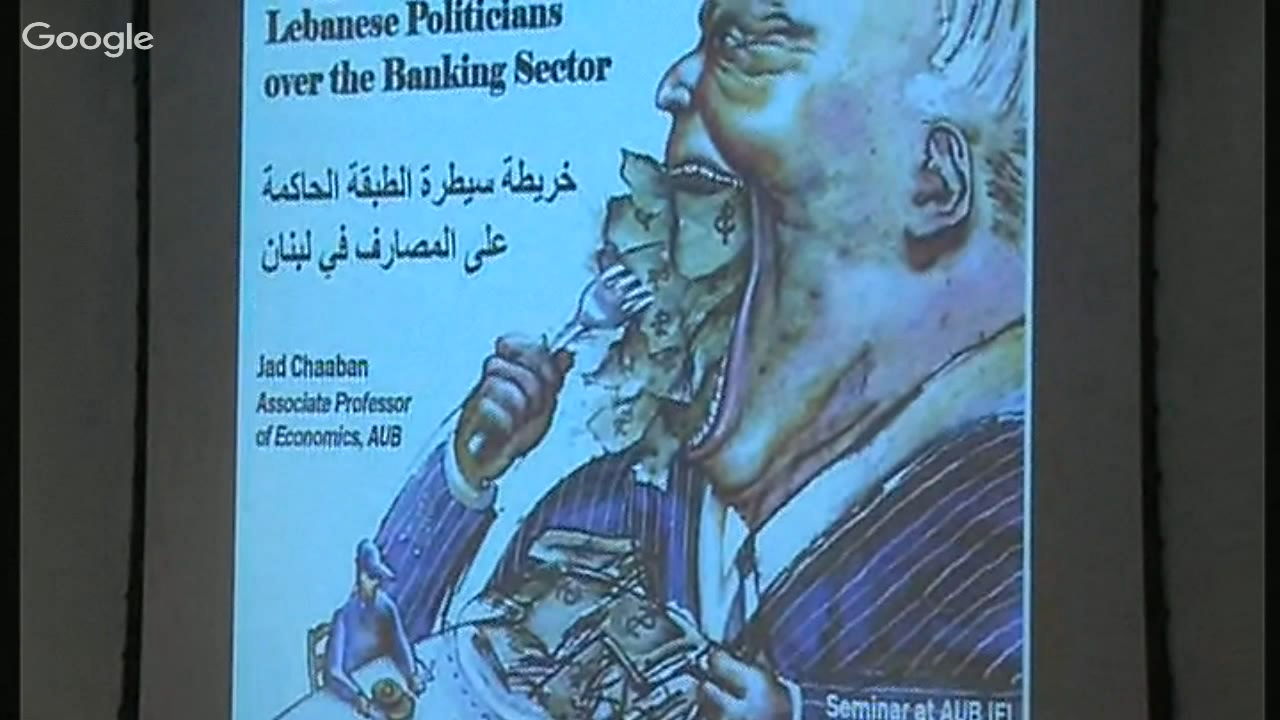 Google
Lebanese Politicians
over the Banking Sector
خريطة سيطرة الطبقة الحاكمة
على المصارف في لبنان
Jad Chaaban
Associate Professor
of Economics, AUB
Seminar at AUB IFI